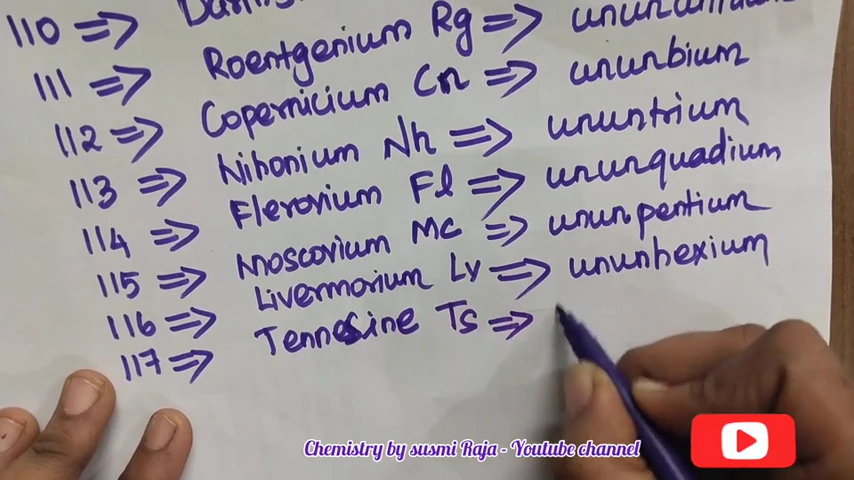 110 ⇒
111 ⇒ Roentgenium Rg ⇒
112 ⇒ Copernicium Cn ⇒ ununbium
113 ⇒ Nihonium Nh ⇒ ununtrium
114 ⇒ Flerovium Fl ⇒ ununquadium
115 ⇒ Moscovium Mc ⇒ ununpentium
116 ⇒ Livermorium Lv ⇒ ununhexium
117 ⇒ Tennesine Ts ⇒
Chemistry by susmi Raja - Youtube channel